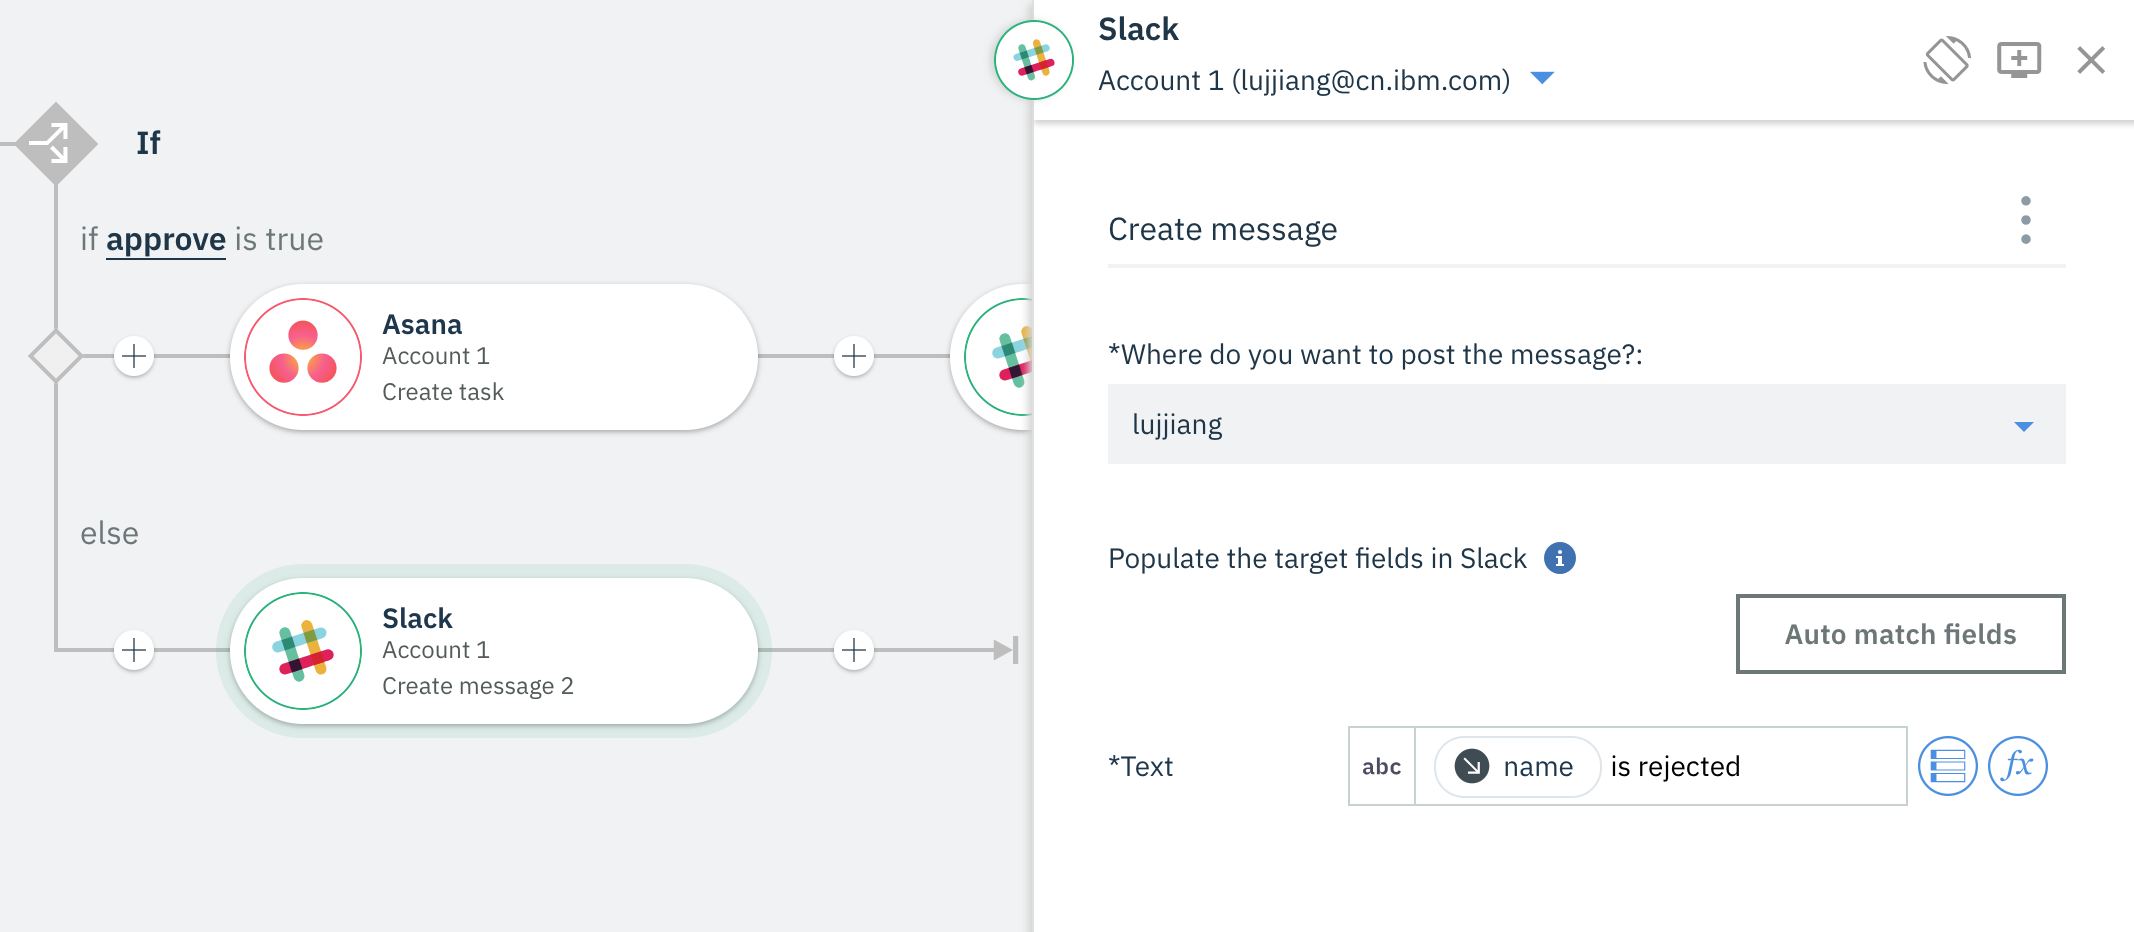 If
if approve is true
Asana
Account 1
Create task
else
Slack
Account 1
Create message 2
Slack
Account 1 (lujjiang@cn.ibm.com)
Create message
*Where do you want to post the message?:
lujjiang
Populate the target fields in Slack i
Auto match fields
*Text abc name is rejected fx